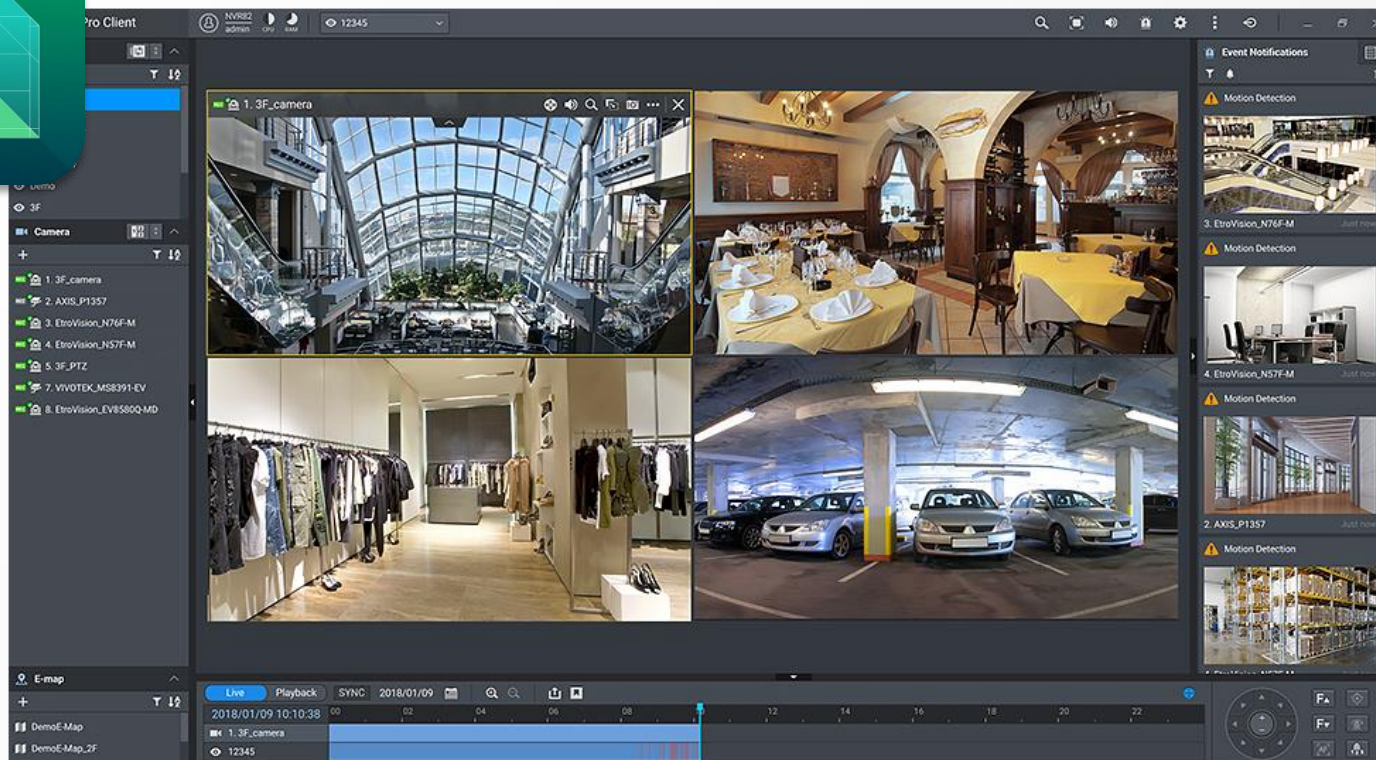 Pro Client
NVR82
admin
CPU
RAM
12345
Demo
3F
Camera
1. 3F_camera
2. AXIS_P1357
3. EtroVision_N76F-M
4. EtroVision_N57F-M
5. 3F_PTZ
7. VIVOTEK_MS8391-EV
8. EtroVision_EV8580Q-MD
E-map
DemoE-Map
DemoE-Map_2F
1. 3F_camera
Live Playback SYNC 2018/01/09
2018/01/09 10:10:38 00 02 04 06 08 10 12 14 16 18 20 22
1. 3F_camera
12345
Event Notifications
Motion Detection
3. EtroVision_N76F-M Just now
Motion Detection
4. EtroVision_N57F-M Just now
Motion Detection
2. AXIS_P1357 Just now
Motion Detection
F▲
F▼
AF